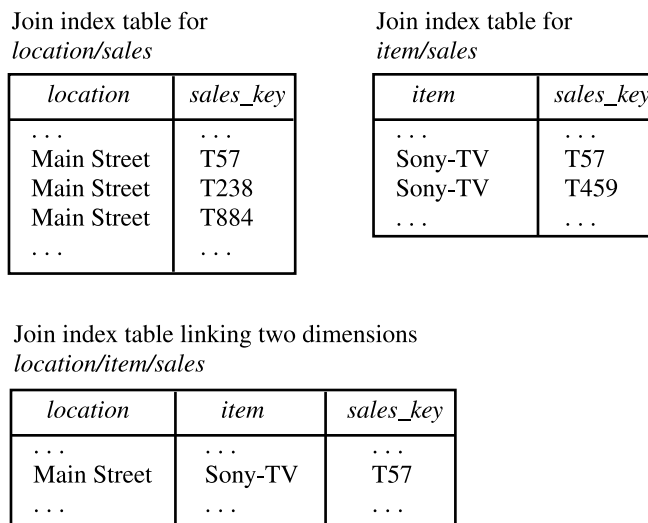 Join index table for
location/sales
location sales_key
. . . . . .
Main Street T57
Main Street T238
Main Street T884
. . . . . .
Join index table for
item/sales
item sales_key
. . . . . .
Sony-TV T57
Sony-TV T459
. . . . . .
Join index table linking two dimensions
location/item/sales
location item sales_key
. . . . . . . . .
Main Street Sony-TV T57
. . . . . . . . .